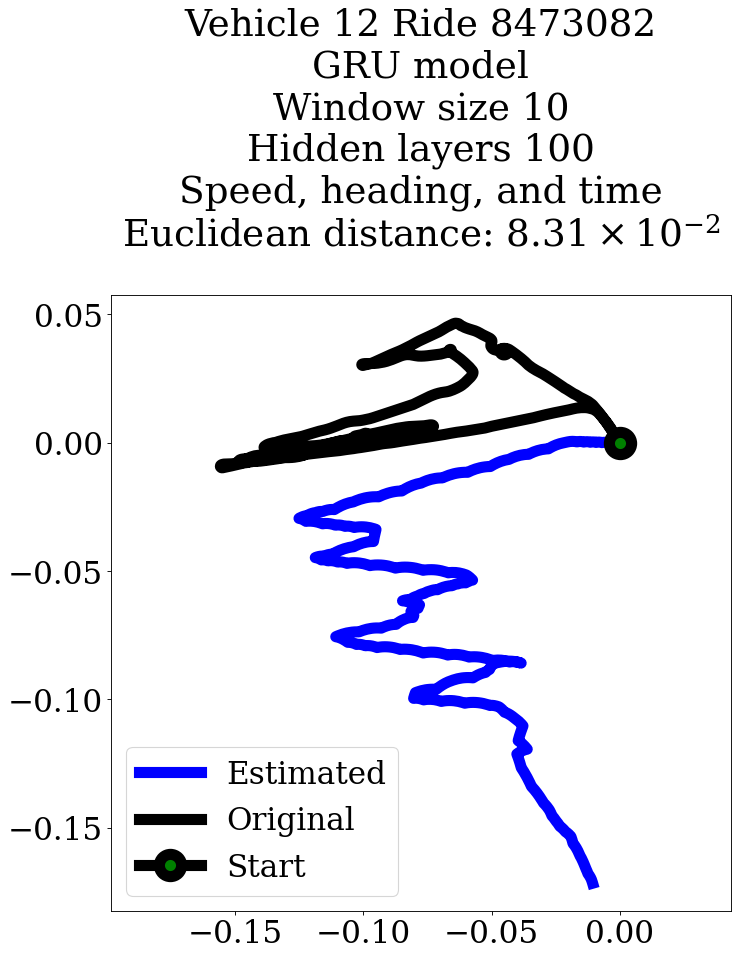 Vehicle 12 Ride 8473082
GRU model
Window size 10
Hidden layers 100
Speed, heading, and time
Euclidean distance: 8.31 × 10⁻²
0.05
0.00
−0.05
−0.10
−0.15
Estimated
Original
Start
−0.15 −0.10 −0.05 0.00